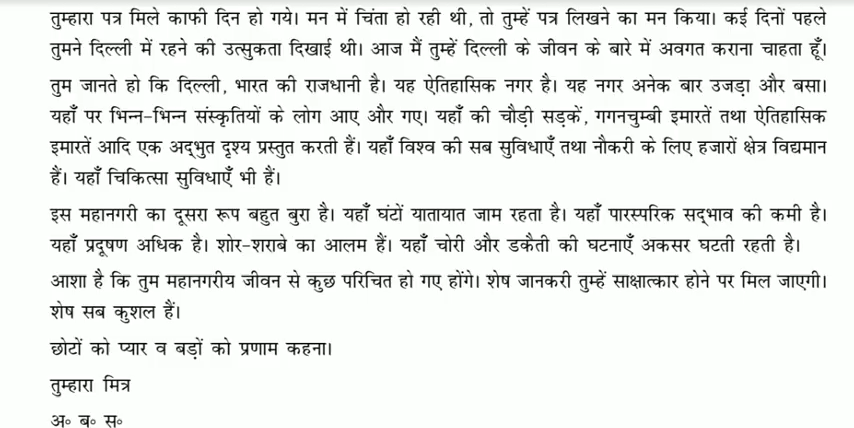 तुम्हारा पत्र मिले काफी दिन हो गये। मन में चिंता हो रही थी, तो तुम्हें पत्र लिखने का मन किया। कई दिनों पहले
तुमने दिल्ली में रहने की उत्सुकता दिखाई थी। आज मैं तुम्हें दिल्ली के जीवन के बारे में अवगत कराना चाहता हूँ।
तुम जानते हो कि दिल्ली, भारत की राजधानी है। यह ऐतिहासिक नगर है। यह नगर अनेक बार उजड़ा और बसा।
यहाँ पर भिन्न-भिन्न संस्कृतियों के लोग आए और गए। यहाँ की चौड़ी सड़कें, गगनचुम्बी इमारतें तथा ऐतिहासिक
इमारतें आदि एक अद्‌भुत दृश्य प्रस्तुत करती हैं। यहाँ विश्व की सब सुविधाएँ तथा नौकरी के लिए हजारों क्षेत्र विद्यमान
हैं। यहाँ चिकित्सा सुविधाएँ भी हैं।
इस महानगरी का दूसरा रूप बहुत बुरा है। यहाँ घंटों यातायात जाम रहता है। यहाँ पारस्परिक सद्‌भाव की कमी है।
यहाँ प्रदूषण अधिक है। शोर-शराबे का आलम हैं। यहाँ चोरी और डकैती की घटनाएँ अकसर घटती रहती है।
आशा है कि तुम महानगरीय जीवन से कुछ परिचित हो गए होंगे। शेष जानकरी तुम्हें साक्षात्कार होने पर मिल जाएगी।
शेष सब कुशल हैं।
छोटों को प्यार व बड़ों को प्रणाम कहना।
तुम्हारा मित्र
अ॰ ब॰ स॰